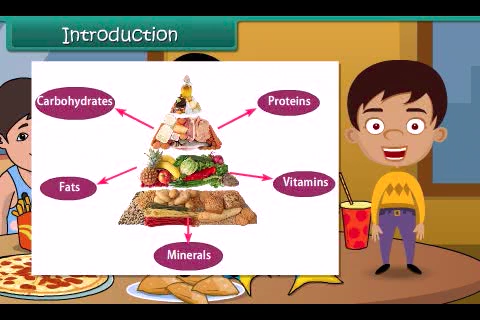 Introduction
Carbohydrates
Proteins
Fats
Vitamins
Minerals